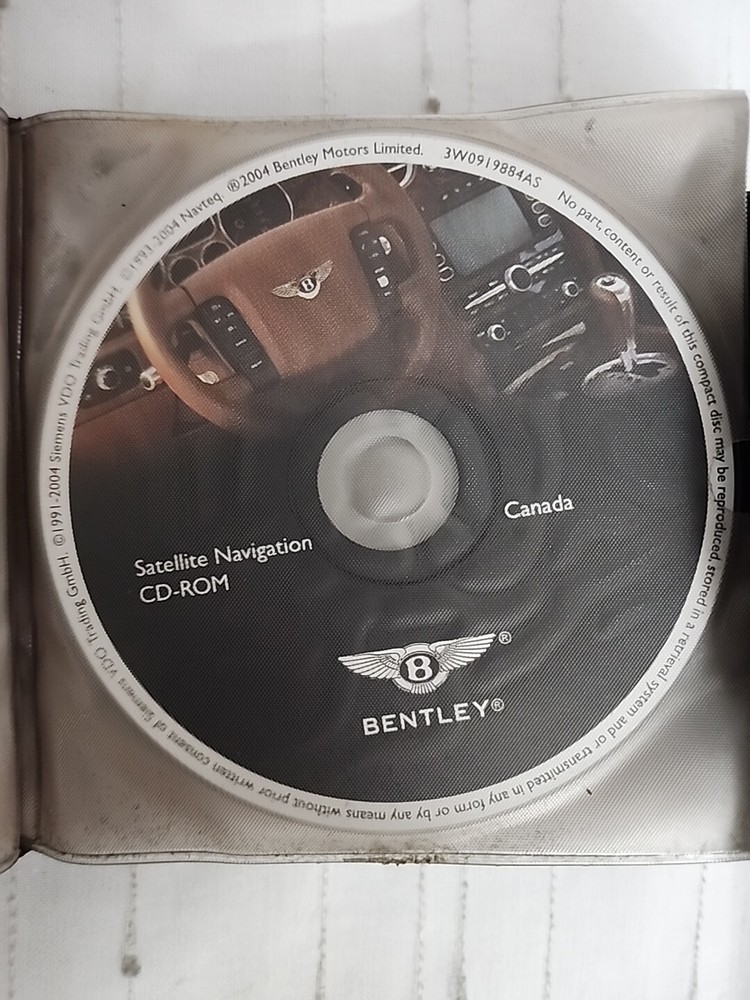 ©1991-2004 Siemens VDO Trading GmbH. ©1993-2004 Navteq ®2004 Bentley Motors Limited. 3W0919884AS No part, content or result of this compact disc may be reproduced, stored in a retrieval system and or transmitted in any form or by any means without prior written consent of Siemens VDO Trading GmbH.
Canada
Satellite Navigation
CD-ROM
B
B ®
BENTLEY®